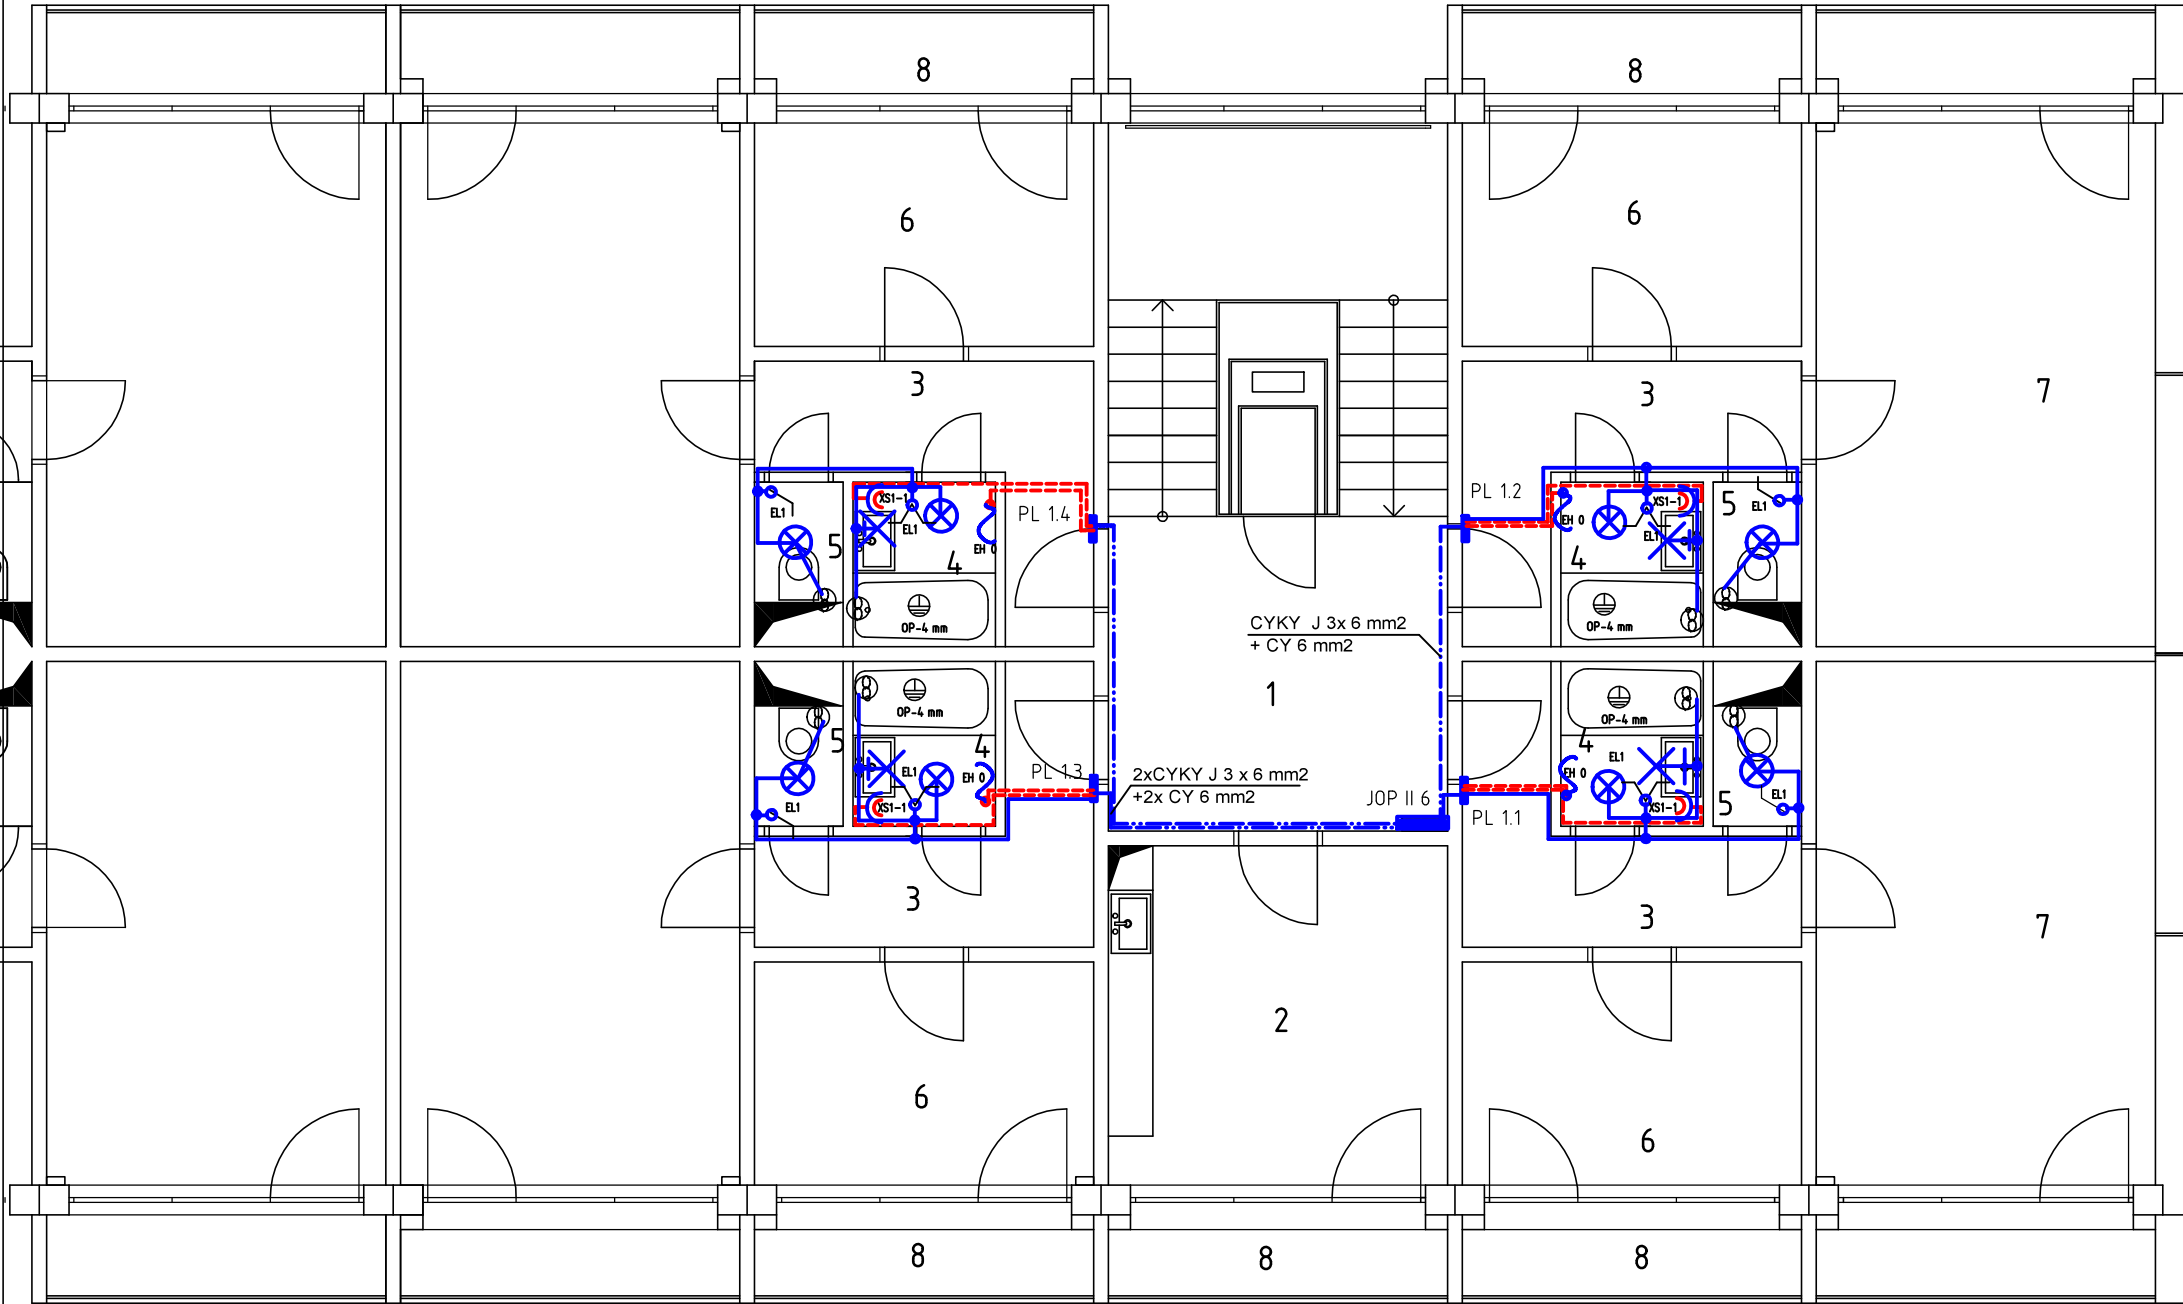 8
8
6
6
3
3
7
PL 1.4
PL 1.2
XS1-1
EL1
EL1
EH 0
5
4
XS1-1
EL1
EL1
EH 0
4
5
OP-4 mm
OP-4 mm
CYKY J 3x 6 mm2
+ CY 6 mm2
1
OP-4 mm
OP-4 mm
5
4
4
5
EL1
EH 0
EL1
EH 0
PL 1.3
2xCYKY J 3 x 6 mm2
+2x CY 6 mm2
JOP II 6
PL 1.1
EL1
XS1-1
XS1-1
EL1
3
3
7
2
6
6
8
8
8